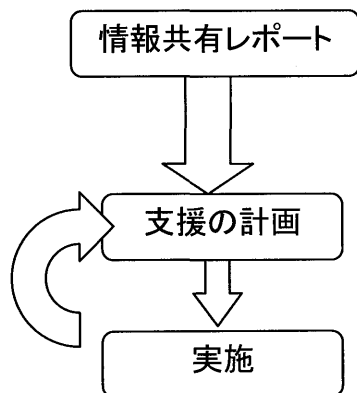 情報共有レポート
支援の計画
実施